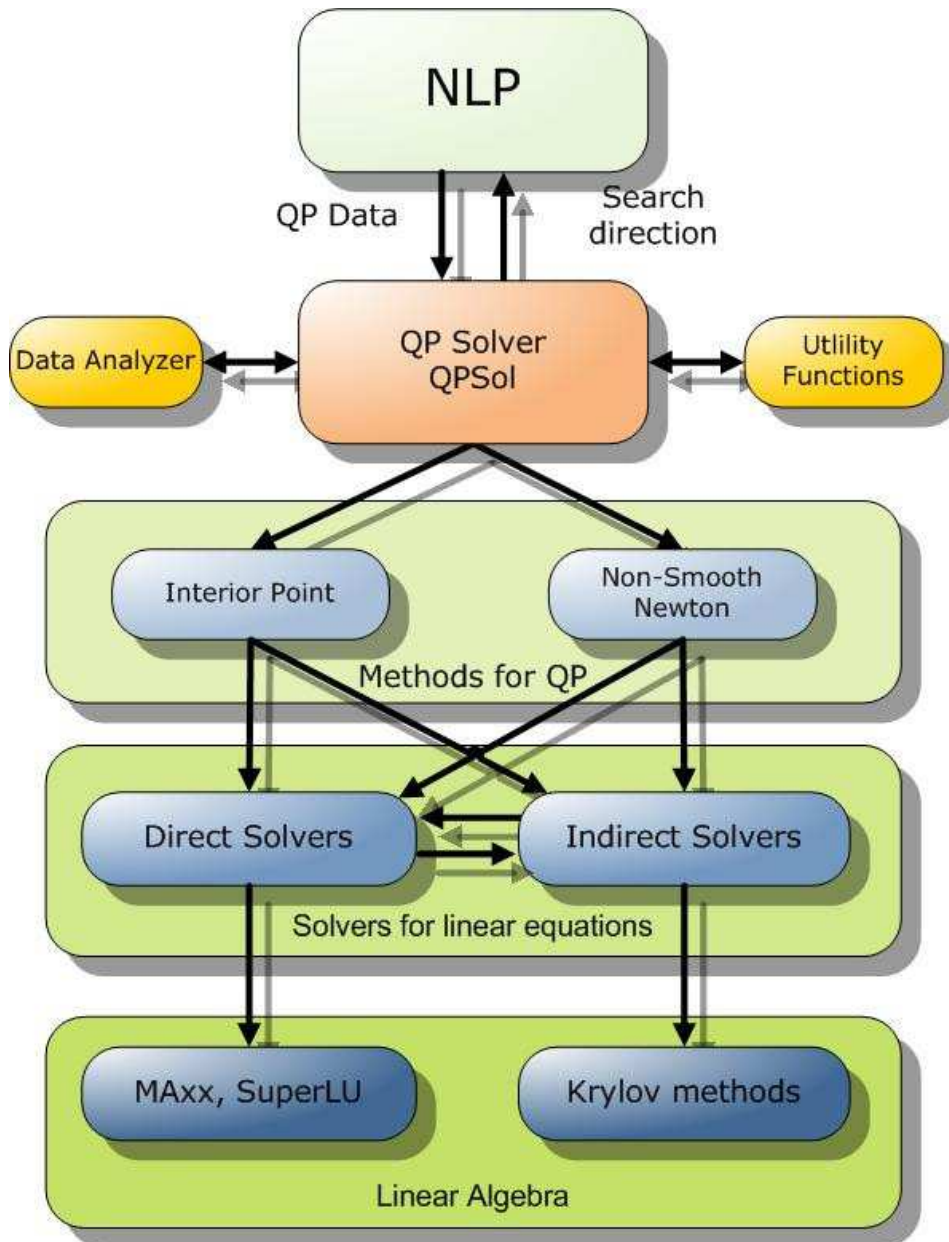 NLP
QP Data
Search
direction
Data Analyzer
QP Solver
QPSol
Utlility
Functions
Interior Point
Non-Smooth
Newton
Methods for QP
Direct Solvers
Indirect Solvers
Solvers for linear equations
MAxx, SuperLU
Krylov methods
Linear Algebra